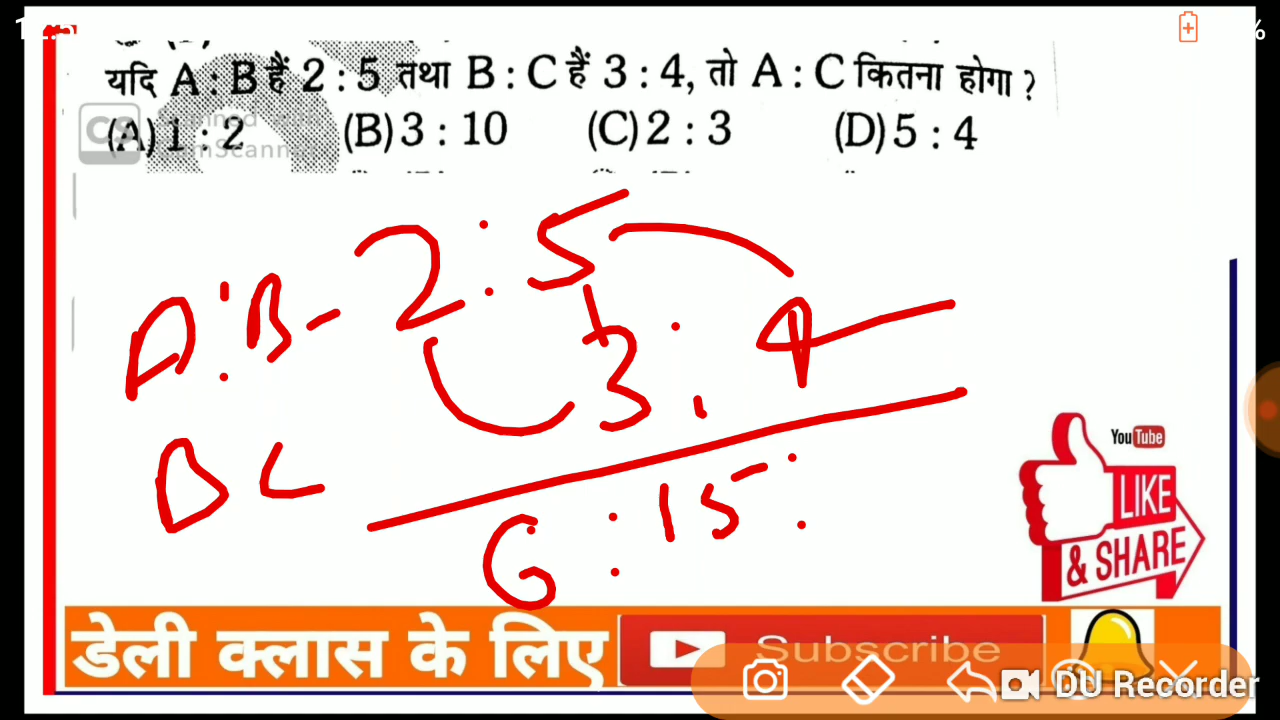 यदि A : B हैं 2 : 5 तथा B : C हैं 3 : 4, तो A : C कितना होगा ?
(A) 1 : 2 (B) 3 : 10 (C) 2 : 3 (D) 5 : 4
CS
A:B- 2 : 5
3 : 4
B C
6 : 15 :
YouTube
LIKE
& SHARE
डेली क्लास के लिए
Subscribe
DU Recorder